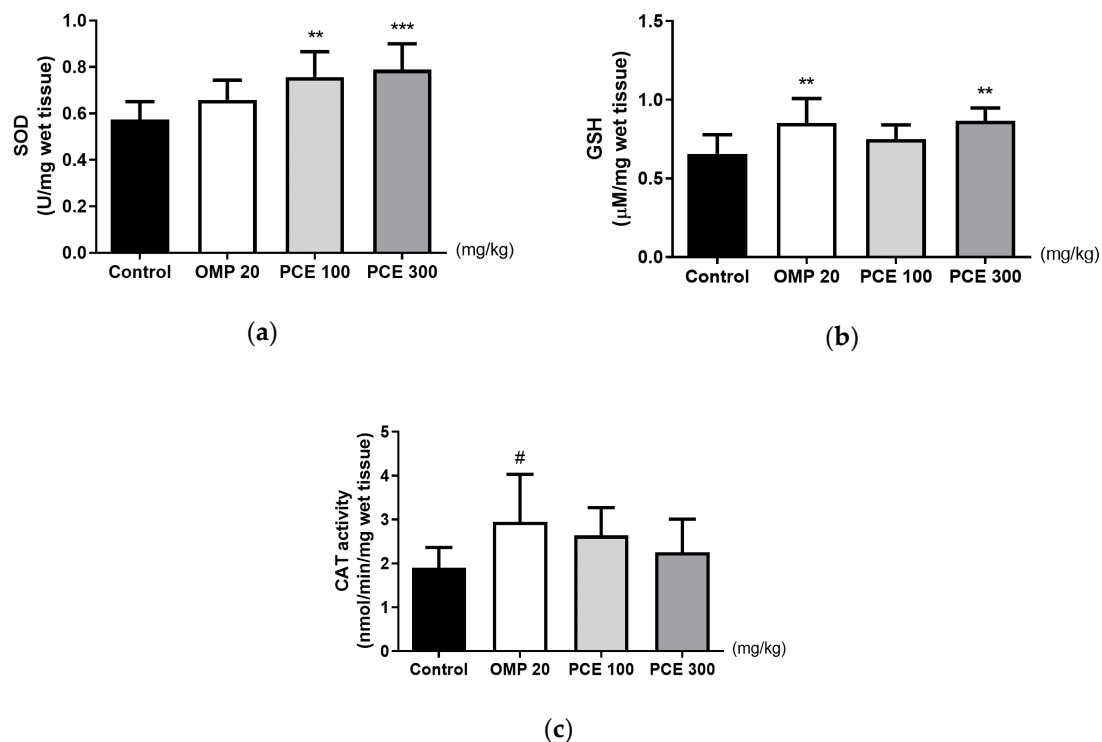 SOD
(U/mg wet tissue)
1.0
0.8
0.6
0.4
0.2
0.0
**
***
Control
OMP 20
PCE 100
PCE 300
(mg/kg)
(a)
GSH
(μM/mg wet tissue)
1.5
1.0
0.5
0.0
**
**
Control
OMP 20
PCE 100
PCE 300
(mg/kg)
(b)
CAT activity
(nmol/min/mg wet tissue)
5
4
3
2
1
0
#
Control
OMP 20
PCE 100
PCE 300
(mg/kg)
(c)